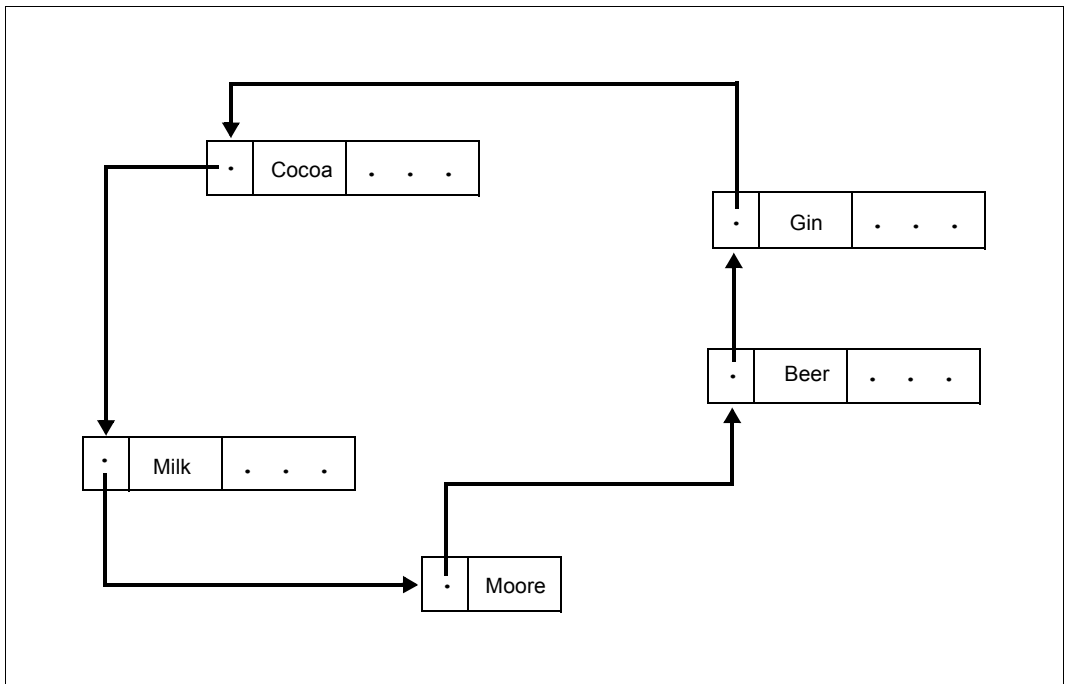 Cocoa . . .
Gin . . .
Beer . . .
Milk . . .
Moore